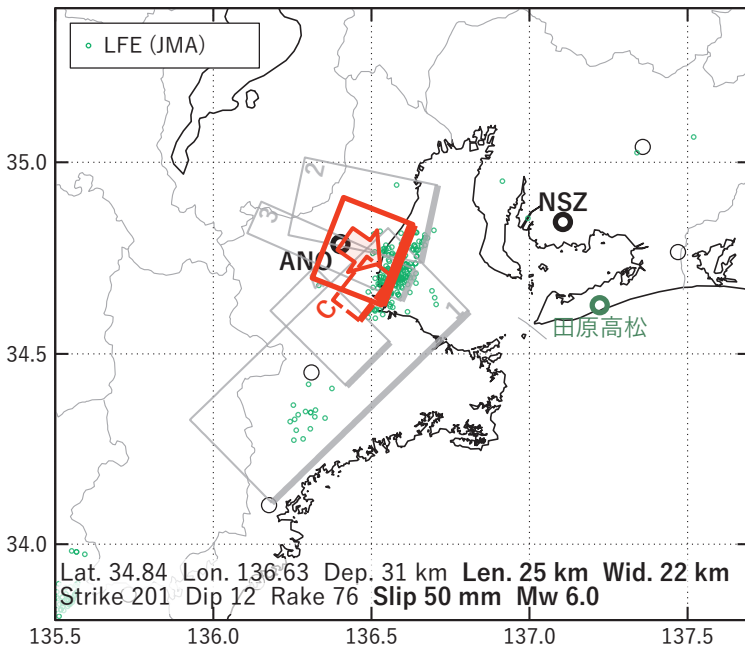 LFE (JMA)
35.0
2
3
NSZ
ANO
1
5
田原高松
34.5
34.0
Lat. 34.84 Lon. 136.63 Dep. 31 km Len. 25 km Wid. 22 km
Strike 201 Dip 12 Rake 76 Slip 50 mm Mw 6.0
135.5 136.0 136.5 137.0 137.5